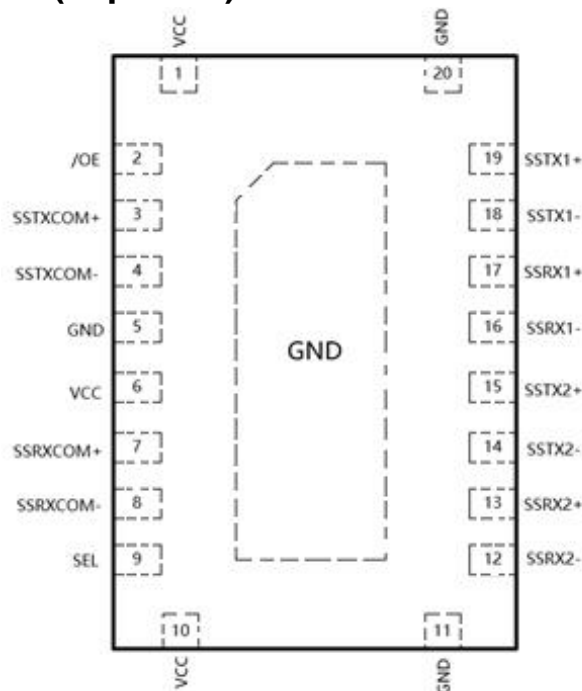 VCC
GND
1
20
/OE
2
19
SSTX1+
SSTXCOM+
3
18
SSTX1-
SSTXCOM-
4
17
SSRX1+
GND
5
16
SSRX1-
GND
VCC
6
15
SSTX2+
SSRXCOM+
7
14
SSTX2-
SSRXCOM-
8
13
SSRX2+
SEL
9
12
SSRX2-
10
11
VCC
GND